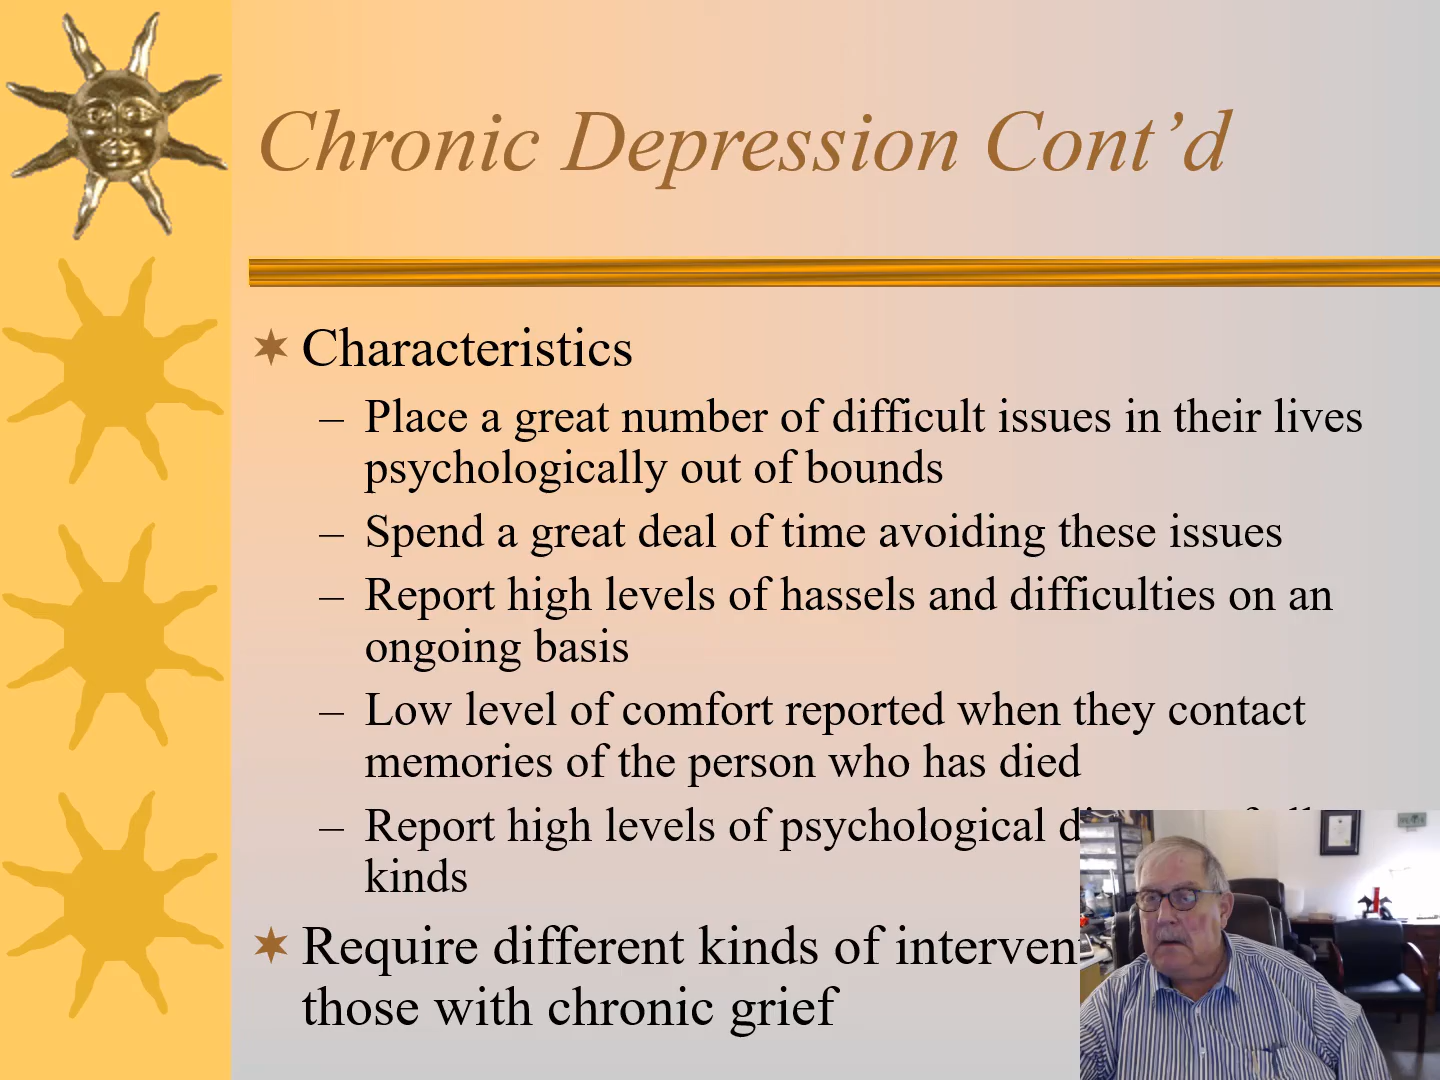 Chronic Depression Cont’d
Characteristics
– Place a great number of difficult issues in their lives
psychologically out of bounds
– Spend a great deal of time avoiding these issues
– Report high levels of hassels and difficulties on an
ongoing basis
– Low level of comfort reported when they contact
memories of the person who has died
– Report high levels of psychological
kinds
Require different kinds of
those with chronic grief